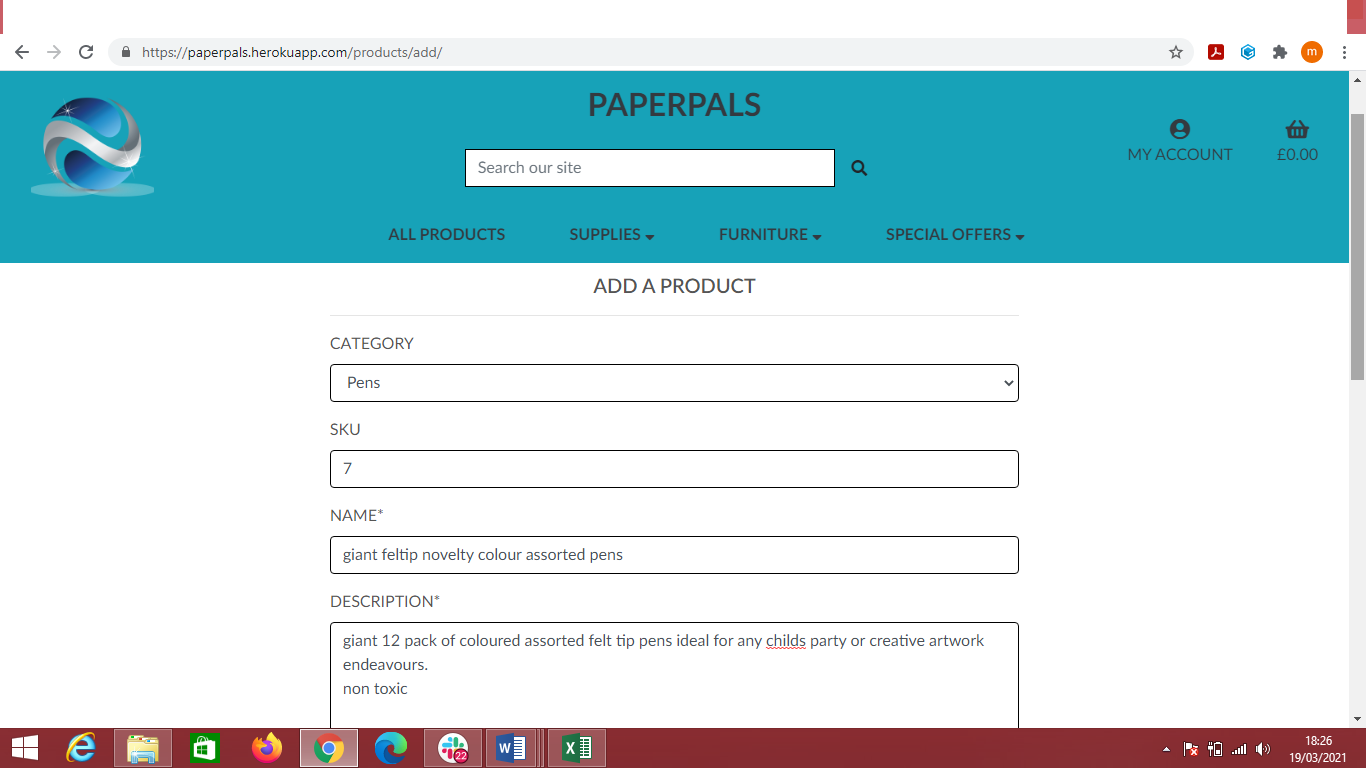 https://paperpals.herokuapp.com/products/add/
m
PAPERPALS
Search our site
MY ACCOUNT
£0.00
ALL PRODUCTS SUPPLIES FURNITURE SPECIAL OFFERS
ADD A PRODUCT
CATEGORY
Pens
SKU
7
NAME*
giant feltip novelty colour assorted pens
DESCRIPTION*
giant 12 pack of coloured assorted felt tip pens ideal for any childs party or creative artwork
endeavours.
non toxic
22
18:26
19/03/2021